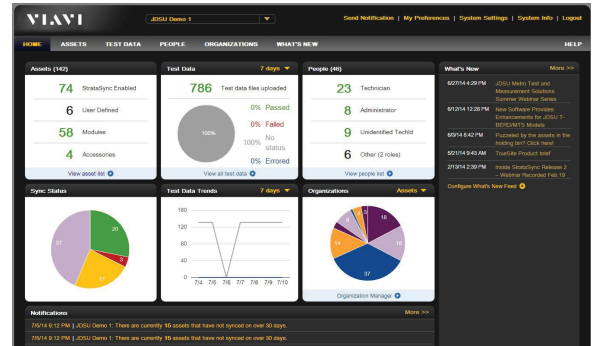 VIAVI
JDSU Demo 1
Send Notification | My Preferences | System Settings | System Info | Logout
HOME ASSETS TEST DATA PEOPLE ORGANIZATIONS WHAT'S NEW HELP
Assets (142)
74 StrataSync Enabled
6 User Defined
58 Modules
4 Accessories
View asset list
Test Data 7 days
786 Test data files uploaded
100%
0% Passed
0% Failed
100% No status
0% Errored
View all test data
People (46)
23 Technician
8 Administrator
9 Unidentified TechId
6 Other (2 roles)
View people list
What's New More >>
6/27/14 4:29 PM JDSU Metro Test and
Measurement Solutions
Summer Webinar Series
6/12/14 12:28 PM New Software Provides
Enhancements for JDSU T-
BERD/MTS Models
6/3/14 8:42 PM Puzzeled by the assets in the
holding bin? Click here!
5/21/14 9:43 AM TrueSite Product brief
2/13/14 2:39 PM Inside StrataSync Release 2
– Webinar Recorded Feb 19
Configure What's New Feed
Sync Status
20
3
17
31
Test Data Trends 7 days
160
120
80
40
0
7/4 7/5 7/6 7/7 7/8 7/9 7/10
Organizations Assets
18
16
37
14
8
4
3
Organization Manager
Notifications More >>
7/6/14 9:12 PM | JDSU Demo 1: There are currently 15 assets that have not synced on over 30 days.
7/5/14 9:12 PM | JDSU Demo 1: There are currently 15 assets that have not synced on over 30 days.